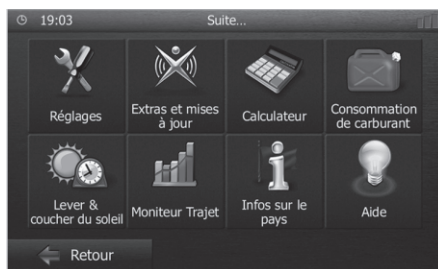 19:03
Suite...
Réglages
Extras et mises
à jour
Calculateur
Consommation
de carburant
Lever &
coucher du soleil
Moniteur Trajet
Infos sur le
pays
Aide
Retour